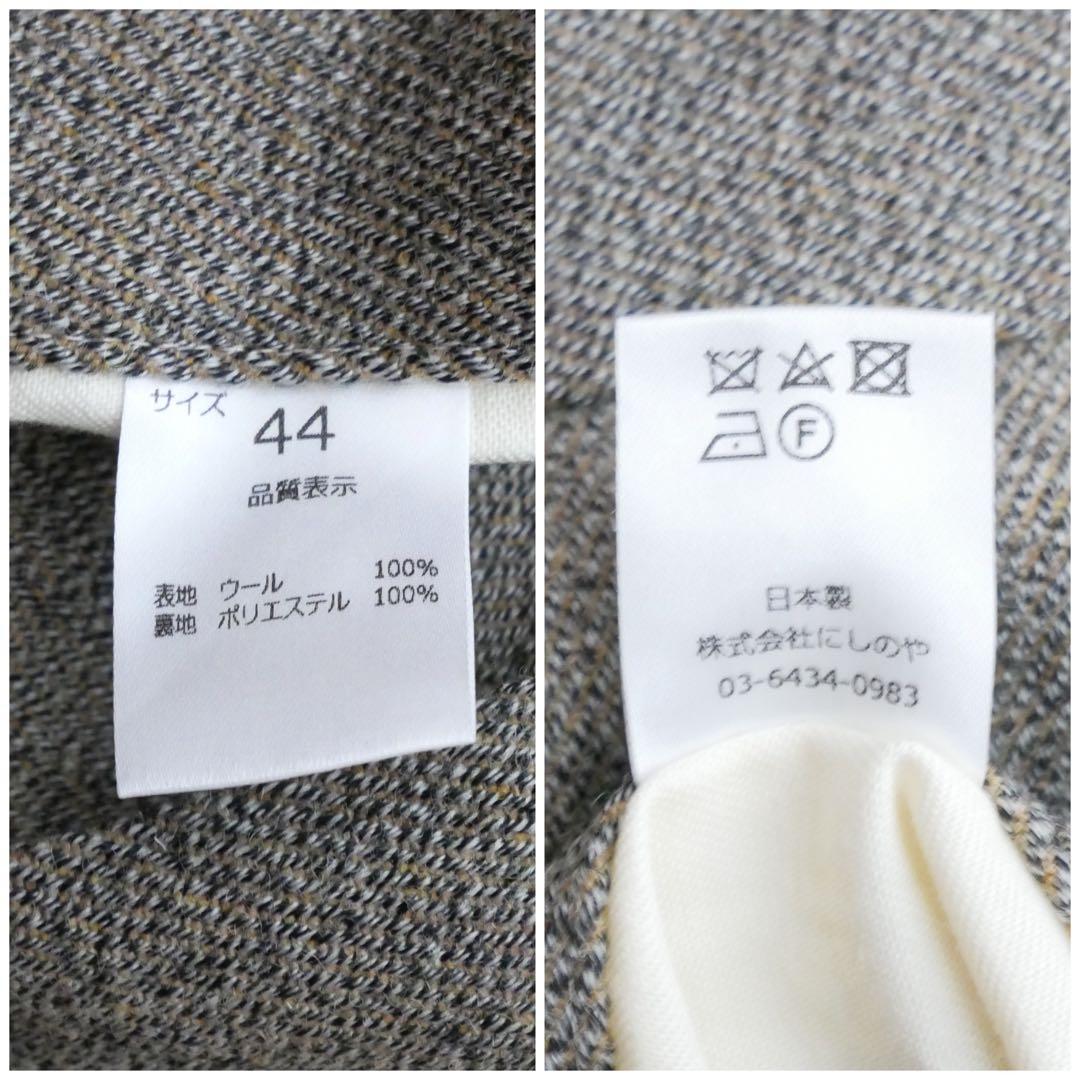 サイズ
44
品質表示
表地 ウール 100%
裏地 ポリエステル 100%
F
日本製
株式会社にしのや
03-6434-0983